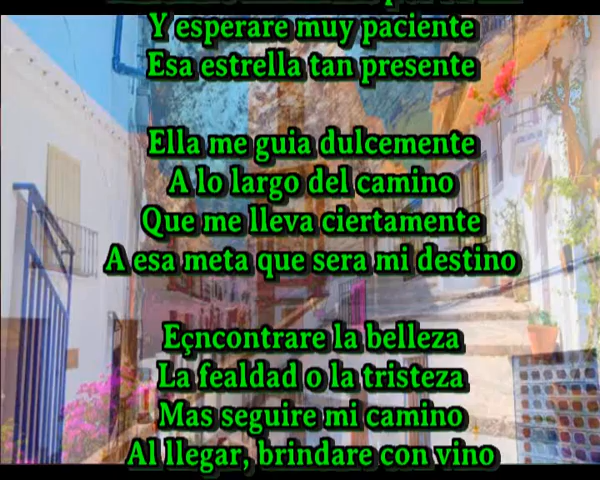 Y esperare muy paciente
Esa estrella tan presente
Ella me guia dulcemente
A lo largo del camino
Que me lleva ciertamente
A esa meta que sera mi destino
Eçncontrare la belleza
La fealdad o la tristeza
Mas seguire mi camino
Al llegar, brindare con vino